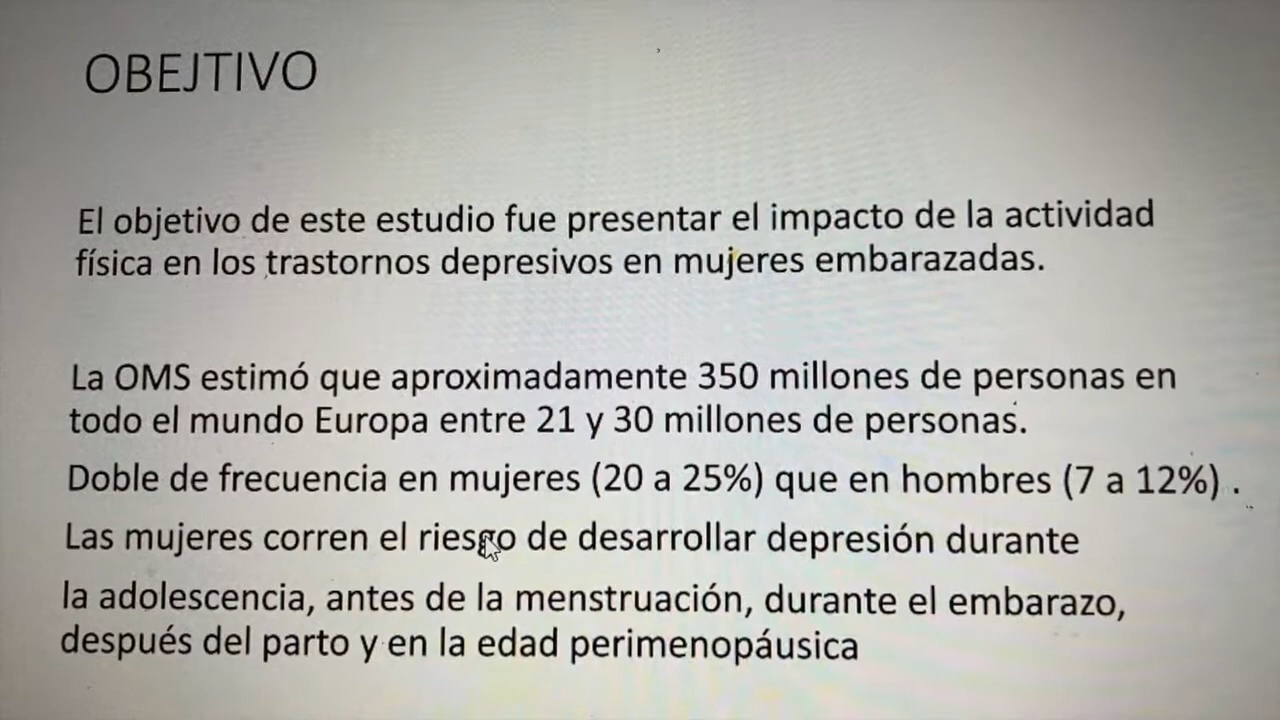 OBEJTIVO
El objetivo de este estudio fue presentar el impacto de la actividad
física en los trastornos depresivos en mujeres embarazadas.
La OMS estimó que aproximadamente 350 millones de personas en
todo el mundo Europa entre 21 y 30 millones de personas.
Doble de frecuencia en mujeres (20 a 25%) que en hombres (7 a 12%) .
Las mujeres corren el riesgo de desarrollar depresión durante
la adolescencia, antes de la menstruación, durante el embarazo,
después del parto y en la edad perimenopáusica